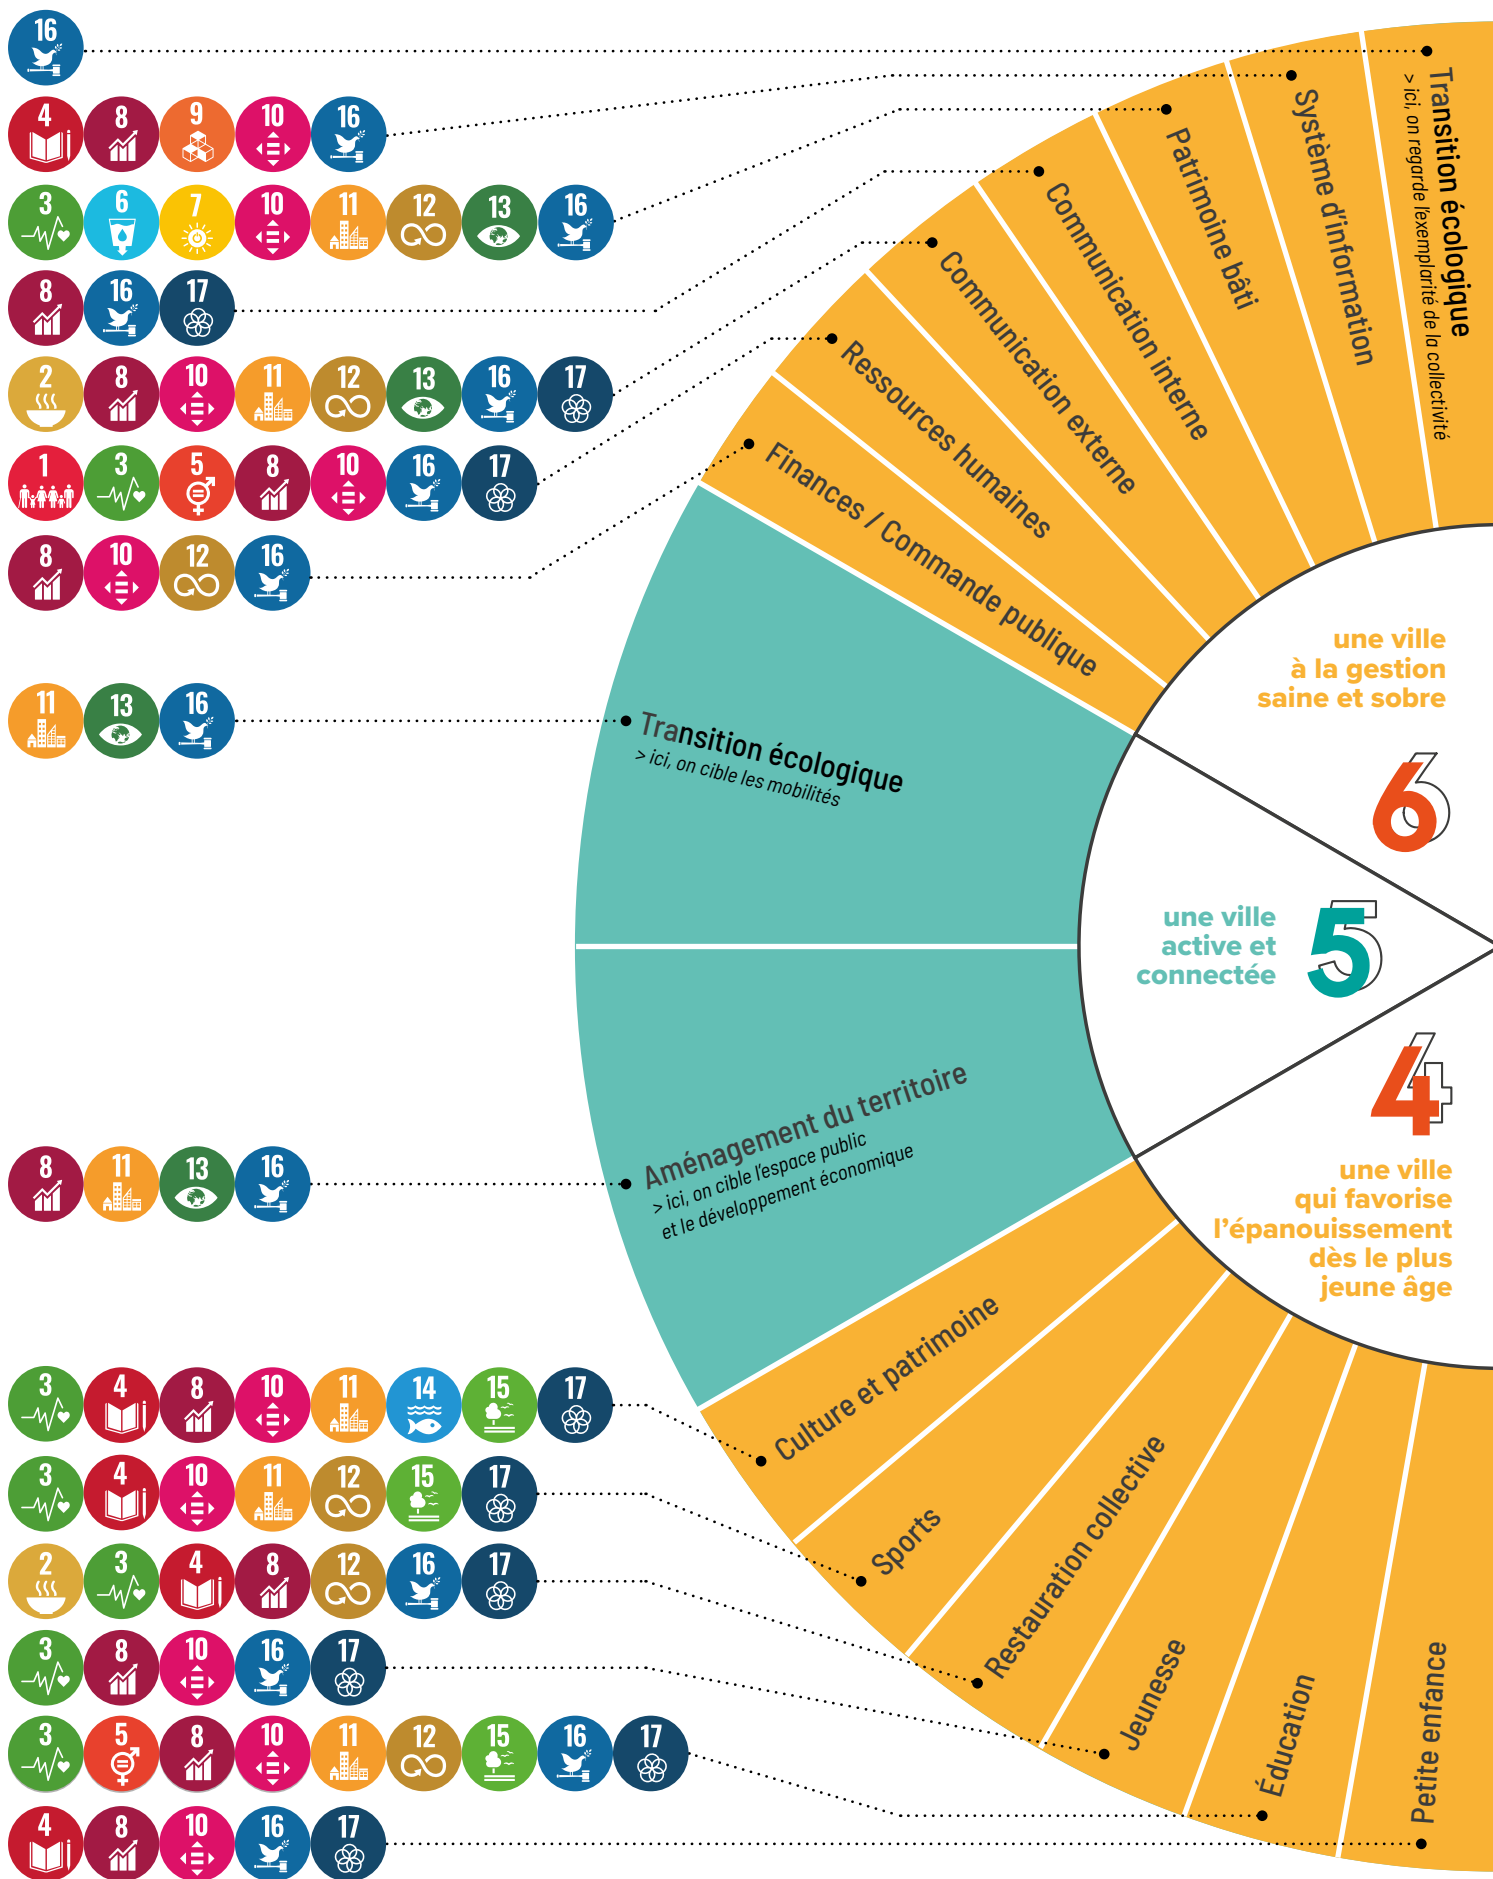 16
Transition écologique
> ici, on regarde l'exemplarité de la collectivité
4 8 9 10 16
Système d'information
3 6 7 10 11 12 13 16
Patrimoine bâti
8 16 17
Communication interne
2 8 10 11 12 13 16 17
Communication externe
1 3 5 8 10 16 17
Ressources humaines
8 10 12 16
Finances / Commande publique
une ville
à la gestion
saine et sobre
6
11 13 16
Transition écologique
> ici, on cible les mobilités
une ville
active et
connectée
5
8 11 13 16
Aménagement du territoire
> ici, on cible l'espace public
et le développement économique
4
une ville
qui favorise
l'épanouissement
dès le plus
jeune âge
3 4 8 10 11 14 15 17
Culture et patrimoine
3 4 10 11 12 15 17
Sports
2 3 4 8 12 16 17
Restauration collective
3 8 10 16 17
Jeunesse
3 5 8 10 11 12 15 16 17
Éducation
4 8 10 16 17
Petite enfance